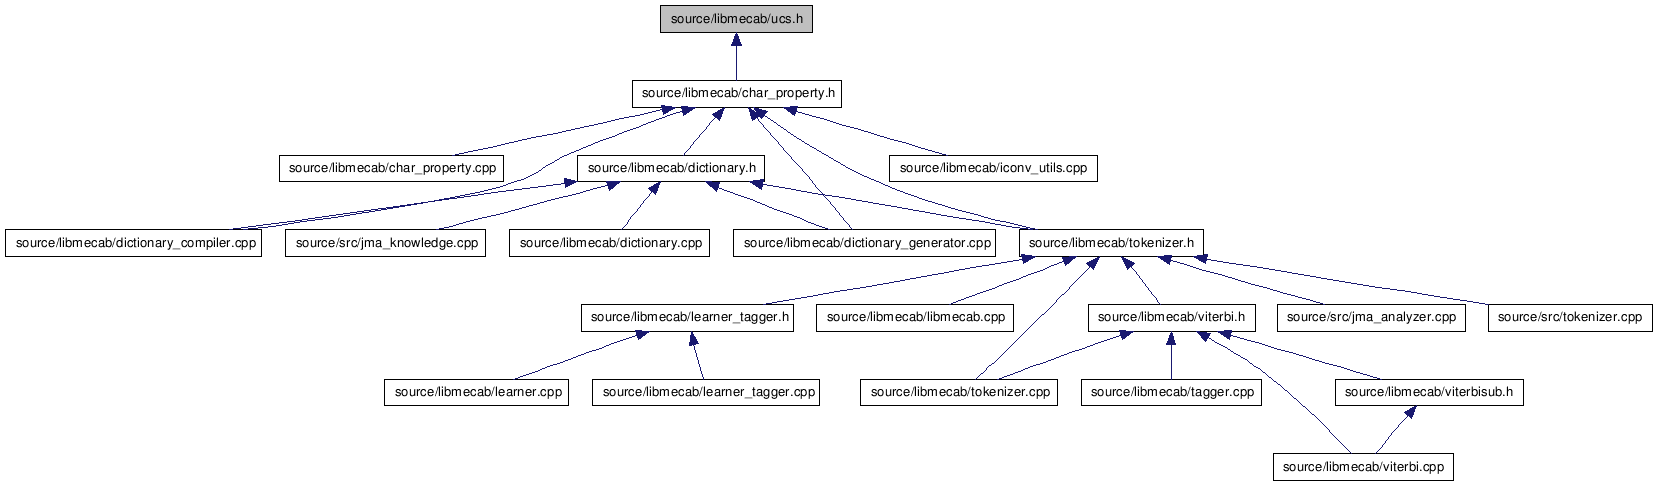 source/libmecab/ucs.h
source/libmecab/char_property.h
source/libmecab/char_property.cpp
source/libmecab/dictionary.h
source/libmecab/iconv_utils.cpp
source/libmecab/dictionary_compiler.cpp
source/src/jma_knowledge.cpp
source/libmecab/dictionary.cpp
source/libmecab/dictionary_generator.cpp
source/libmecab/tokenizer.h
source/libmecab/learner_tagger.h
source/libmecab/libmecab.cpp
source/libmecab/viterbi.h
source/src/jma_analyzer.cpp
source/src/tokenizer.cpp
source/libmecab/learner.cpp
source/libmecab/learner_tagger.cpp
source/libmecab/tokenizer.cpp
source/libmecab/tagger.cpp
source/libmecab/viterbisub.h
source/libmecab/viterbi.cpp